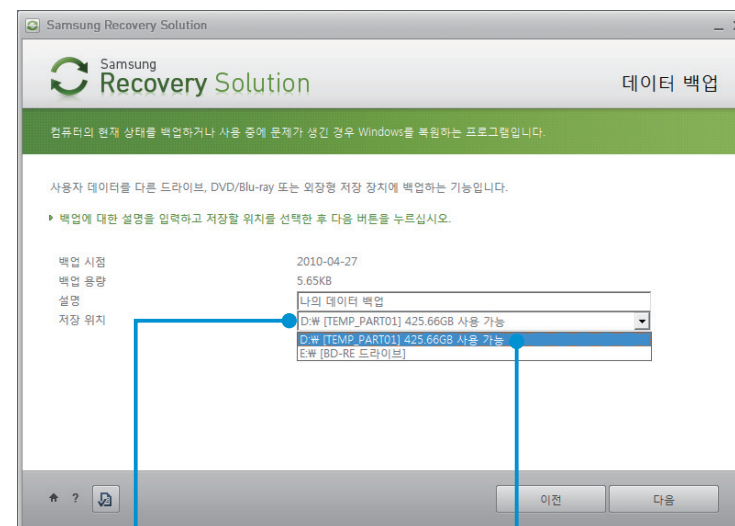 Samsung Recovery Solution
Samsung
Recovery Solution
데이터 백업
컴퓨터의 현재 상태를 백업하거나 사용 중에 문제가 생긴 경우 Windows를 복원하는 프로그램입니다.
사용자 데이터를 다른 드라이브, DVD/Blu-ray 또는 외장형 저장 장치에 백업하는 기능입니다.
백업에 대한 설명을 입력하고 저장할 위치를 선택한 후 다음 버튼을 누르십시오.
백업 시점 2010-04-27
백업 용량 5.65KB
설명 나의 데이터 백업
저장 위치 D:₩ [TEMP_PART01] 425.66GB 사용 가능
D:₩ [TEMP_PART01] 425.66GB 사용 가능
E:₩ [BD-RE 드라이브]
? 이전 다음